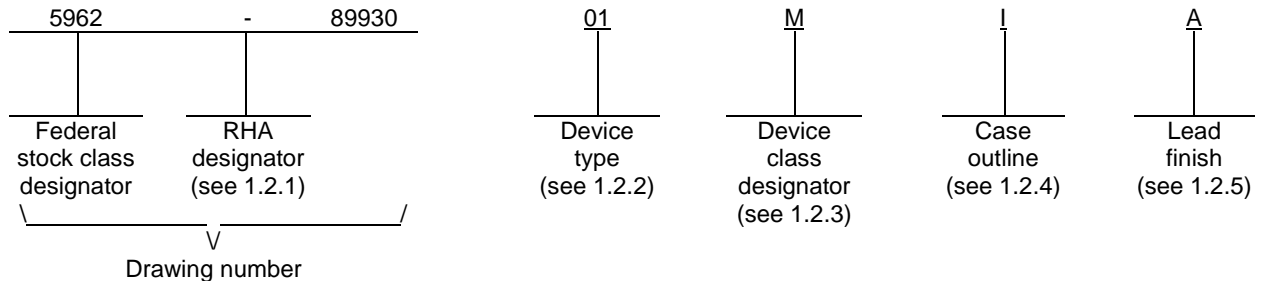 5962 - 89930 01 M I A
Federal stock class designator
RHA designator (see 1.2.1)
Device type (see 1.2.2)
Device class designator (see 1.2.3)
Case outline (see 1.2.4)
Lead finish (see 1.2.5)
\ / 
\/
Drawing number